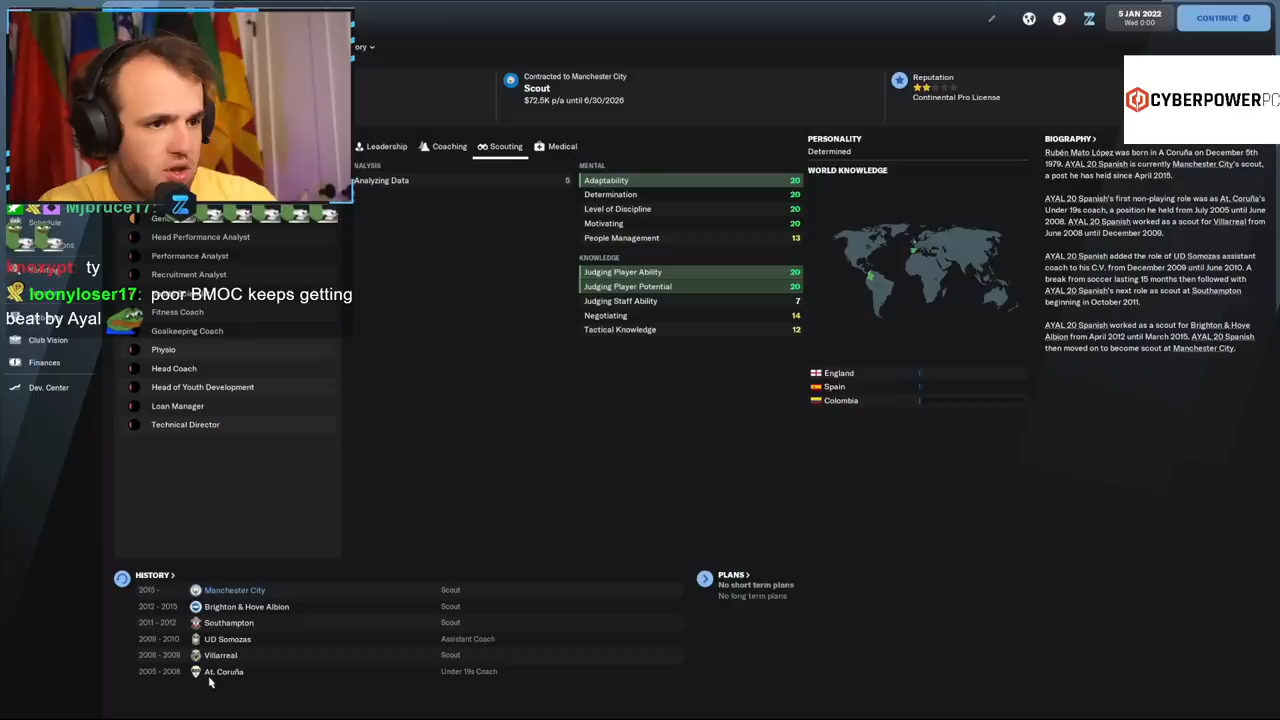 ory
5 JAN 2022
Wed 0:00
CONTINUE
Contracted to Manchester City
Scout
$72.5K p/a until 6/30/2026
Reputation
Continental Pro License
CYBERPOWERPC
Leadership
Coaching
Scouting
Medical
ANALYSIS
Analyzing Data 5
MENTAL
Adaptability 20
Determination 20
Level of Discipline 20
Motivating 20
People Management 13
KNOWLEDGE
Judging Player Ability 20
Judging Player Potential 20
Judging Staff Ability 7
Negotiating 14
Tactical Knowledge 12
PERSONALITY
Determined
WORLD KNOWLEDGE
England
Spain
Colombia
BIOGRAPHY >
Rubén Mato López was born in A Coruña on December 5th
1979. AYAL 20 Spanish is currently Manchester City's scout,
a post he has held since April 2015.
AYAL 20 Spanish's first non-playing role was as At. Coruña's
Under 19s coach, a position he held from July 2005 until June
2008. AYAL 20 Spanish worked as a scout for Villarreal from
June 2008 until December 2009.
AYAL 20 Spanish added the role of UD Somozas assistant
coach to his C.V. from December 2009 until June 2010. A
break from soccer lasting 15 months then followed with
AYAL 20 Spanish's next role as scout at Southampton
beginning in October 2011.
AYAL 20 Spanish worked as a scout for Brighton & Hove
Albion from April 2012 until March 2015. AYAL 20 Spanish
then moved on to become scout at Manchester City.
Mjbruce17:
knoxypt: ty
loonyloser17: poor BMOC keeps getting
beat by Ayal
Schedule
Club Vision
Finances
Dev. Center
Head Performance Analyst
Performance Analyst
Recruitment Analyst
Fitness Coach
Goalkeeping Coach
Physio
Head Coach
Head of Youth Development
Loan Manager
Technical Director
HISTORY >
2015 - Manchester City Scout
2012 - 2015 Brighton & Hove Albion Scout
2011 - 2012 Southampton Scout
2009 - 2010 UD Somozas Assistant Coach
2008 - 2009 Villarreal Scout
2005 - 2008 At. Coruña Under 19s Coach
PLANS >
No short term plans
No long term plans